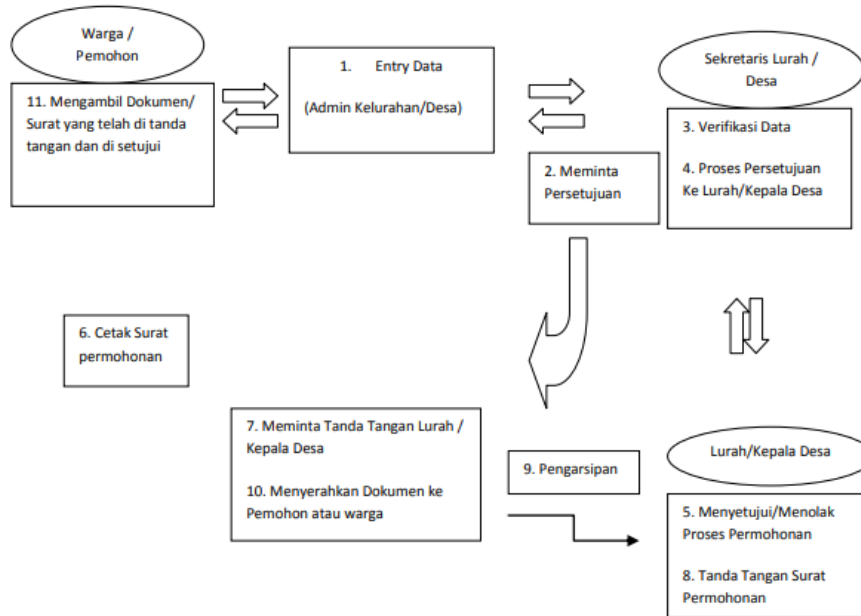 Warga /
Pemohon
11. Mengambil Dokumen/
Surat yang telah di tanda
tangan dan di setujui
1. Entry Data
(Admin Kelurahan/Desa)
Sekretaris Lurah /
Desa
3. Verifikasi Data
4. Proses Persetujuan
Ke Lurah/Kepala Desa
2. Meminta
Persetujuan
6. Cetak Surat
permohonan
7. Meminta Tanda Tangan Lurah /
Kepala Desa
10. Menyerahkan Dokumen ke
Pemohon atau warga
9. Pengarsipan
Lurah/Kepala Desa
5. Menyetujui/Menolak
Proses Permohonan
8. Tanda Tangan Surat
Permohonan